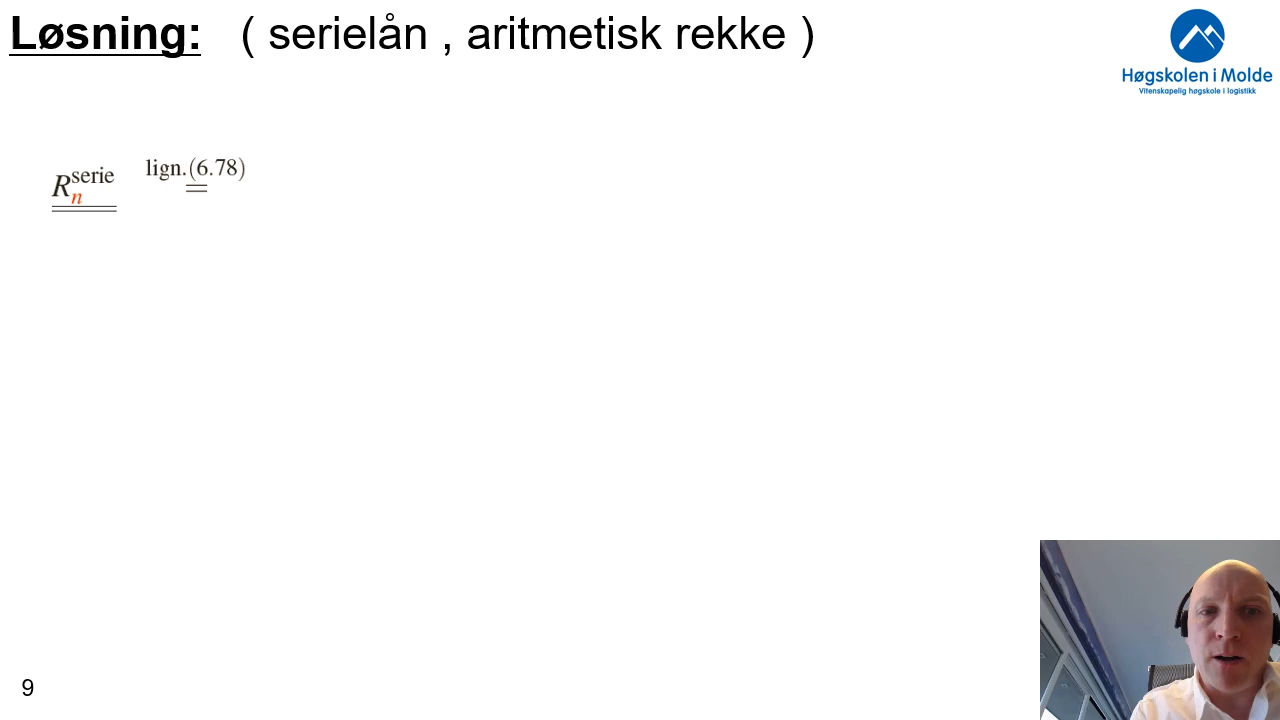 Løsning: ( serielån , aritmetisk rekke )
Høgskolen i Molde
Vitenskapelig høgskole i logistikk
lign.(6.78)
R_n^serie =
9